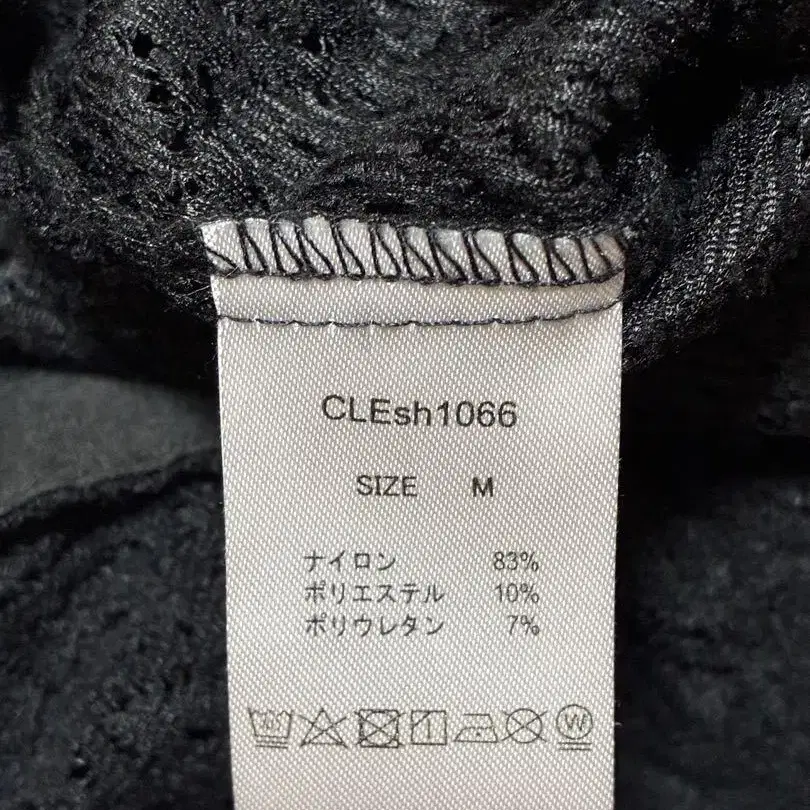 CLEsh1066
SIZE M
ナイロン 83%
ポリエステル 10%
ポリウレタン 7%
W